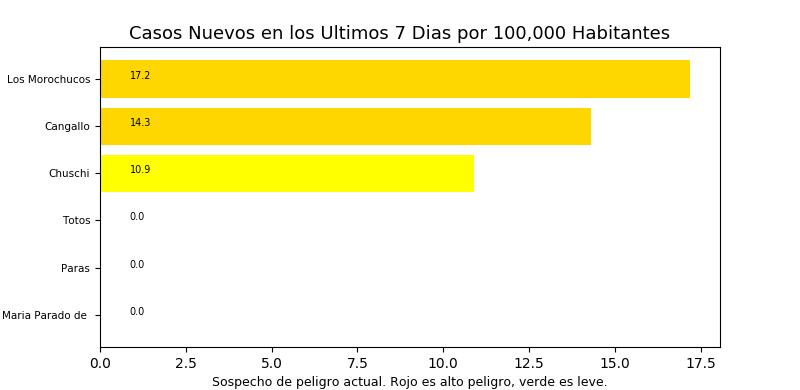 Casos Nuevos en los Ultimos 7 Dias por 100,000 Habitantes
Los Morochucos 17.2
Cangallo 14.3
Chuschi 10.9
Totos 0.0
Paras 0.0
Maria Parado de 0.0
0.0 2.5 5.0 7.5 10.0 12.5 15.0 17.5
Sospecho de peligro actual. Rojo es alto peligro, verde es leve.